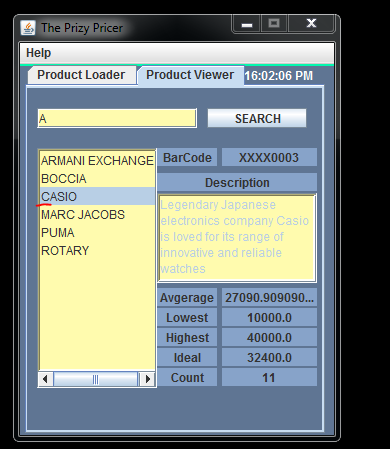 The Prizy Pricer
Help
Product Loader Product Viewer 16:02:06 PM
A SEARCH
ARMANI EXCHANGE
BOCCIA
CASIO
MARC JACOBS
PUMA
ROTARY
BarCode XXXX0003
Description
Legendary Japanese
electronics company Casio
is loved for its range of
innovative and reliable
watches
Avgerage 27090.909090...
Lowest 10000.0
Highest 40000.0
Ideal 32400.0
Count 11